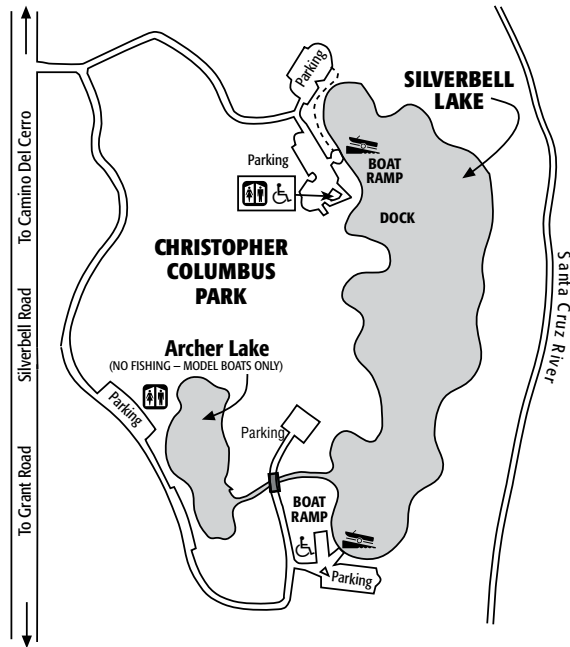 To Camino Del Cerro
Silverbell Road
To Grant Road
Parking
SILVERBELL
LAKE
BOAT
RAMP
Parking
DOCK
CHRISTOPHER
COLUMBUS
PARK
Santa Cruz River
Archer Lake
(NO FISHING – MODEL BOATS ONLY)
Parking
Parking
BOAT
RAMP
Parking